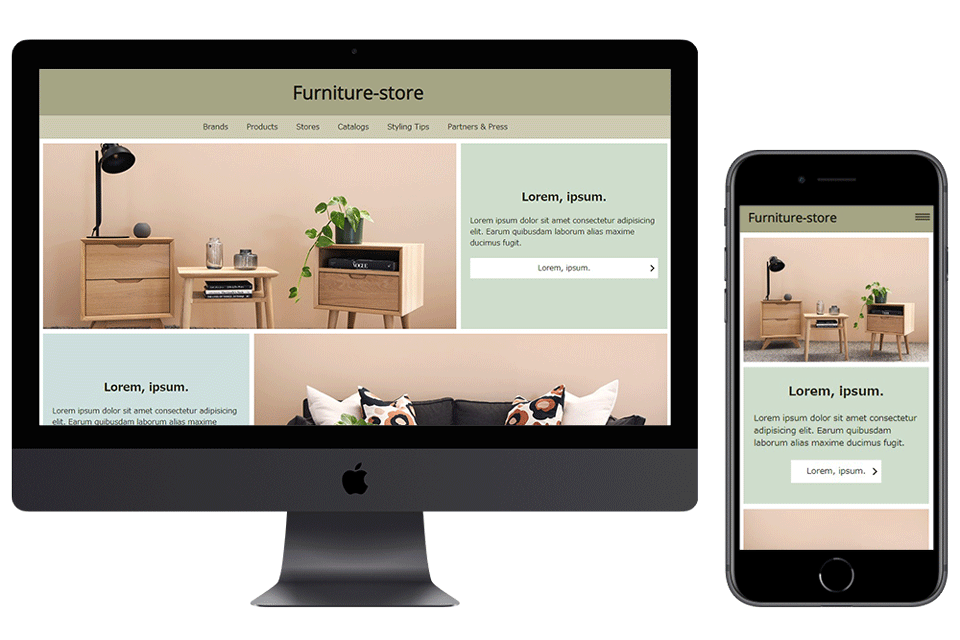 Furniture-store
Brands Products Stores Catalogs Styling Tips Partners & Press
Lorem, ipsum.
Lorem ipsum dolor sit amet consectetur adipisicing
elit. Earum quibusdam laborum alias maxime
ducimus fugit.
Lorem, ipsum.
VOGUE
Lorem, ipsum.
Lorem ipsum dolor sit amet consectetur adipisicing
elit. Earum quibusdam laborum alias maxime
Furniture-store
Lorem, ipsum.
Lorem ipsum dolor sit amet consectetur
adipisicing elit. Earum quibusdam
laborum alias maxime ducimus fugit.
Lorem, ipsum.